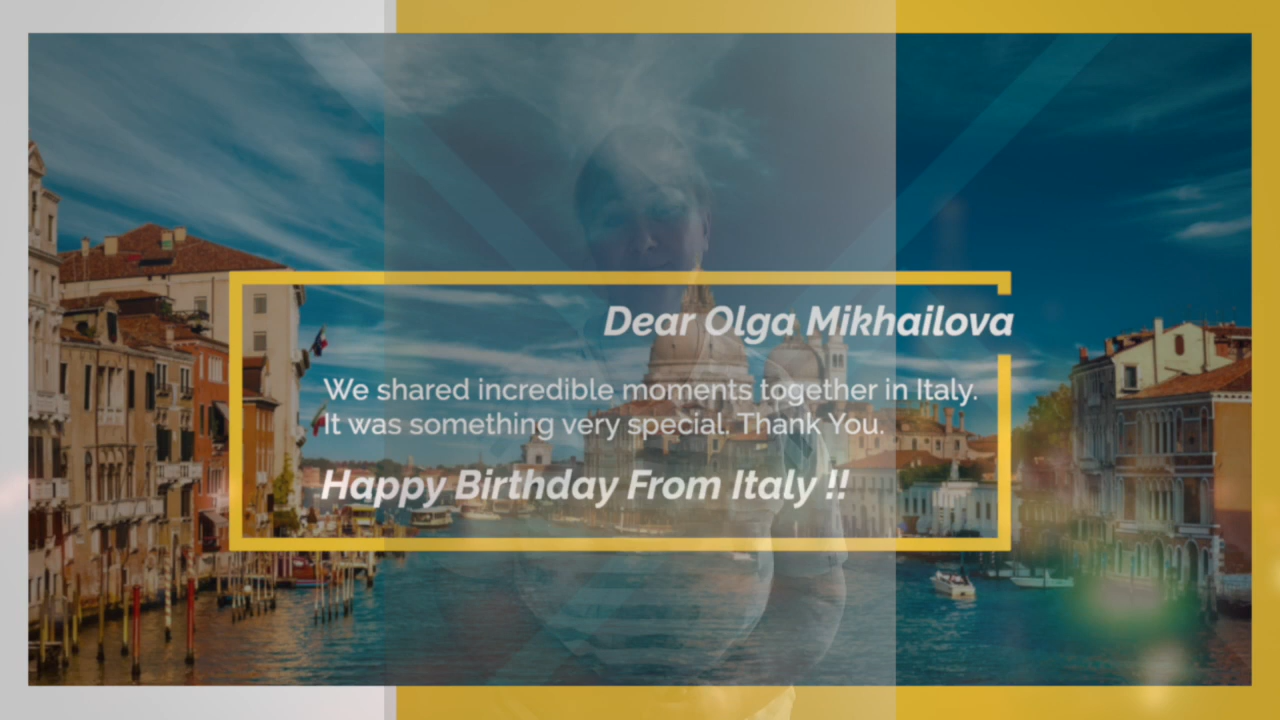 Dear Olga Mikhailova
We shared incredible moments together in Italy.
It was something very special. Thank You.
Happy Birthday From Italy !!